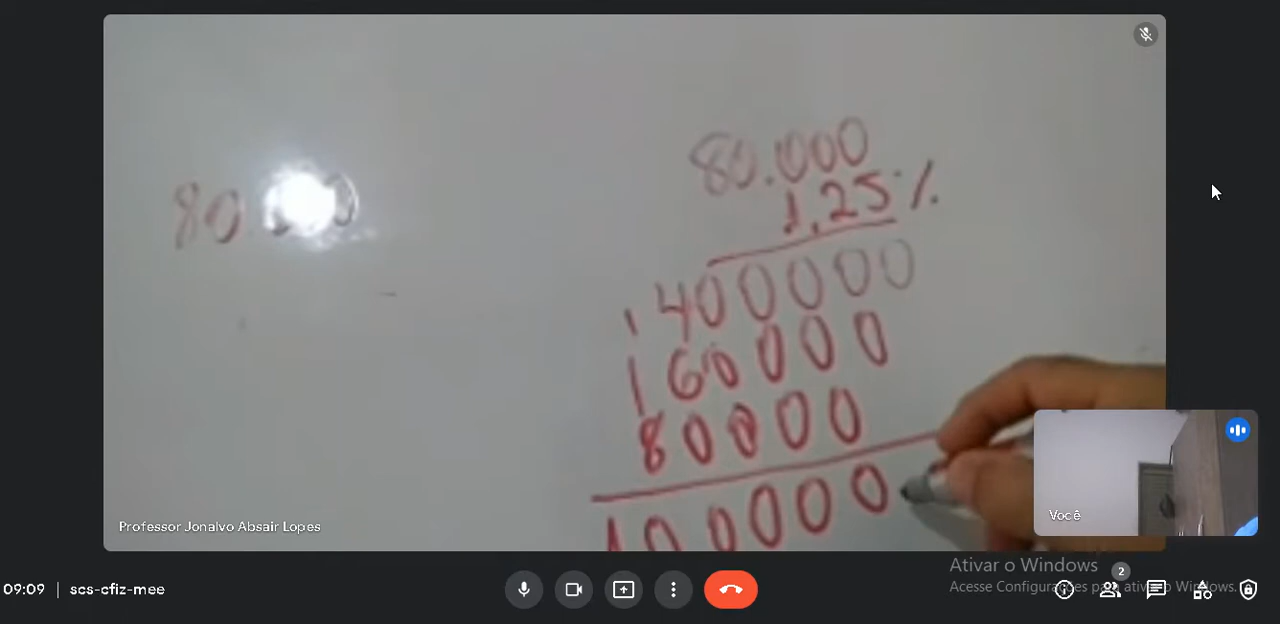 80.000
80
1,25%
400000
160000
80000
100000
Professor Jonalvo Absair Lopes
Você
Ativar o Windows
09:09 | scs-cfiz-mee
2